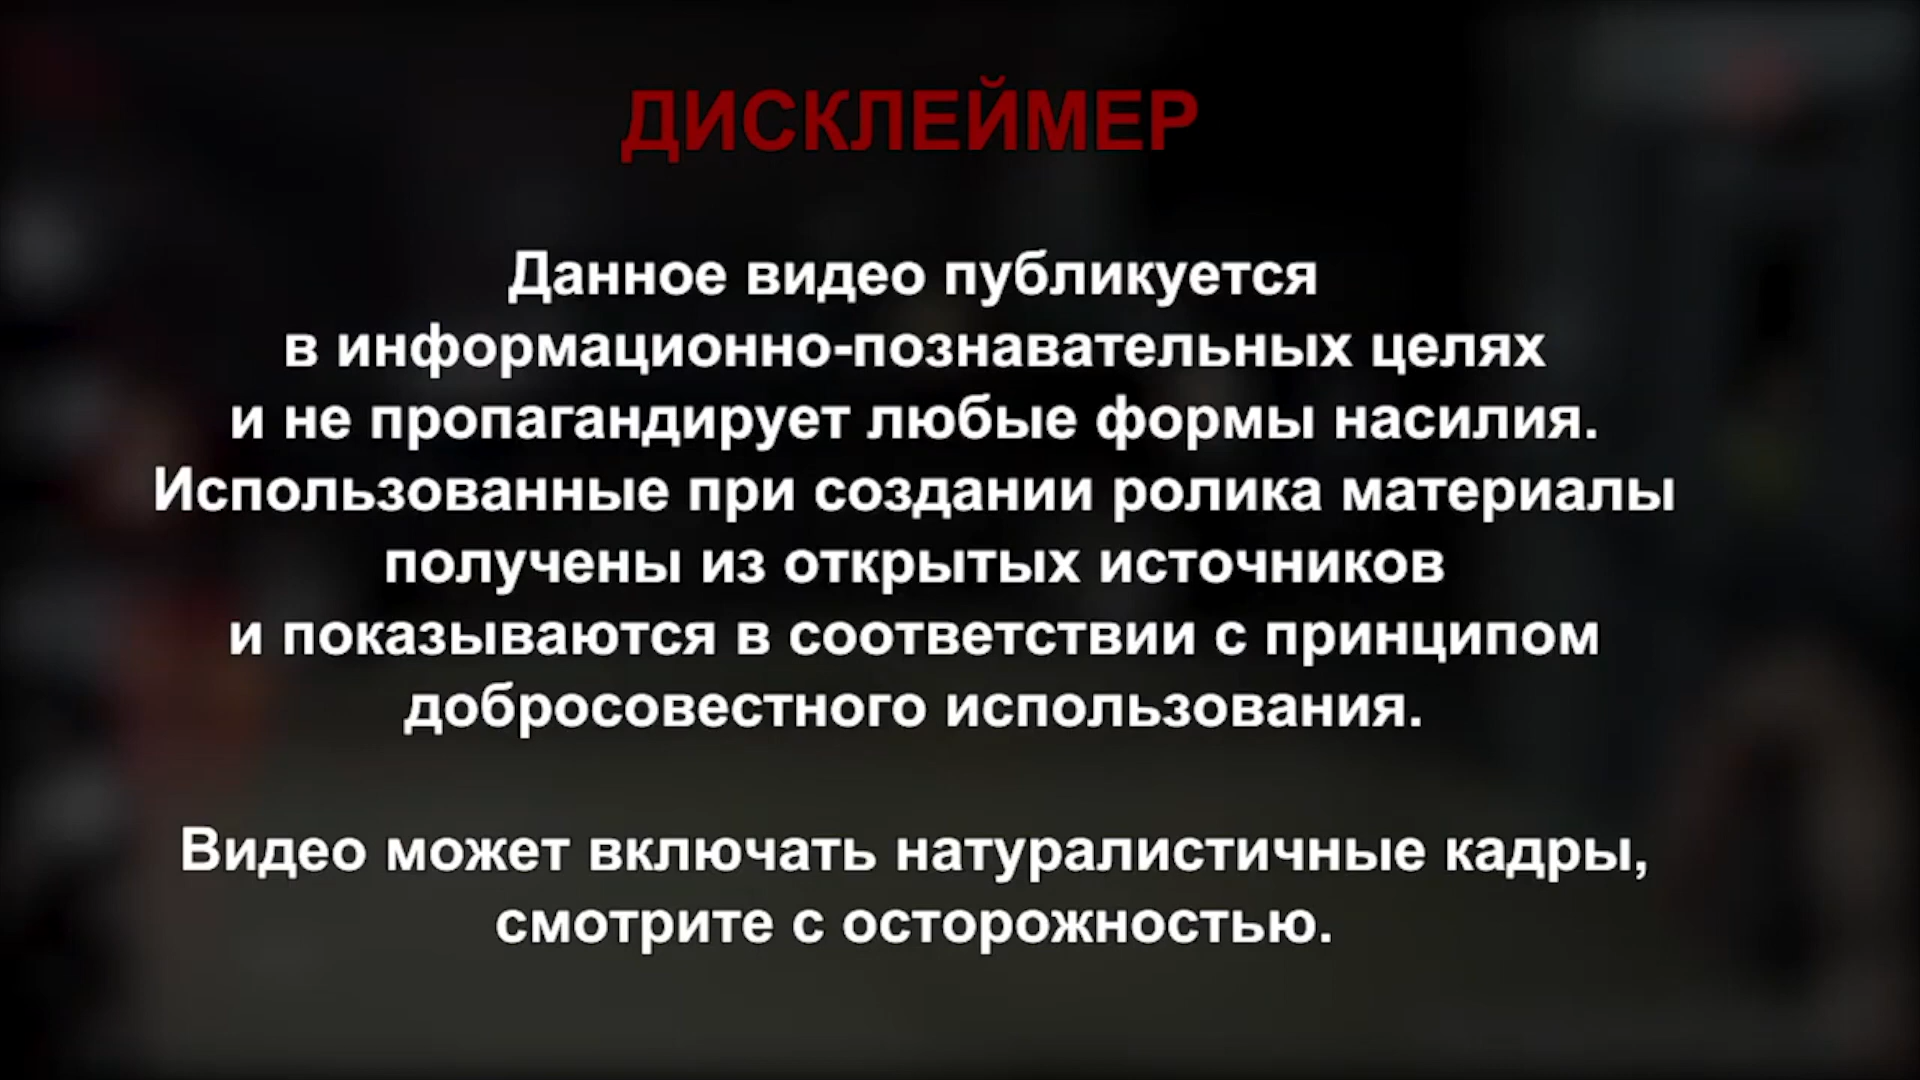 ДИСКЛЕЙМЕР
Данное видео публикуется
в информационно-познавательных целях
и не пропагандирует любые формы насилия.
Использованные при создании ролика материалы
получены из открытых источников
и показываются в соответствии с принципом
добросовестного использования.
Видео может включать натуралистичные кадры,
смотрите с осторожностью.